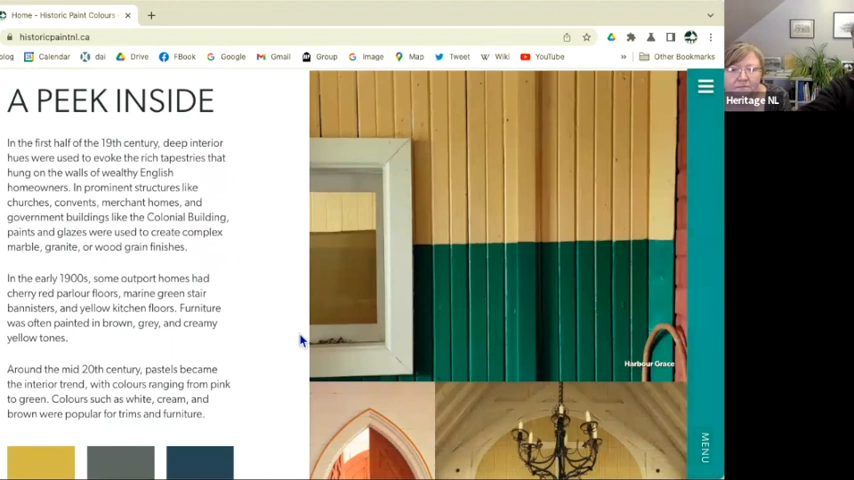 Home - Historic Paint Colours
historicpaintnl.ca
olog
Calendar
dai
Drive
FBook
Google
Gmail
Group
Image
Map
Tweet
Wiki
YouTube
»
Other Bookmarks
A PEEK INSIDE
In the first half of the 19th century, deep interior
hues were used to evoke the rich tapestries that
hung on the walls of wealthy English
homeowners. In prominent structures like
churches, convents, merchant homes, and
government buildings like the Colonial Building,
paints and glazes were used to create complex
marble, granite, or wood grain finishes.
In the early 1900s, some outport homes had
cherry red parlour floors, marine green stair
bannisters, and yellow kitchen floors. Furniture
was often painted in brown, grey, and creamy
yellow tones.
Around the mid 20th century, pastels became
the interior trend, with colours ranging from pink
to green. Colours such as white, cream, and
brown were popular for trims and furniture.
Harbour Grace
MENU
Heritage NL